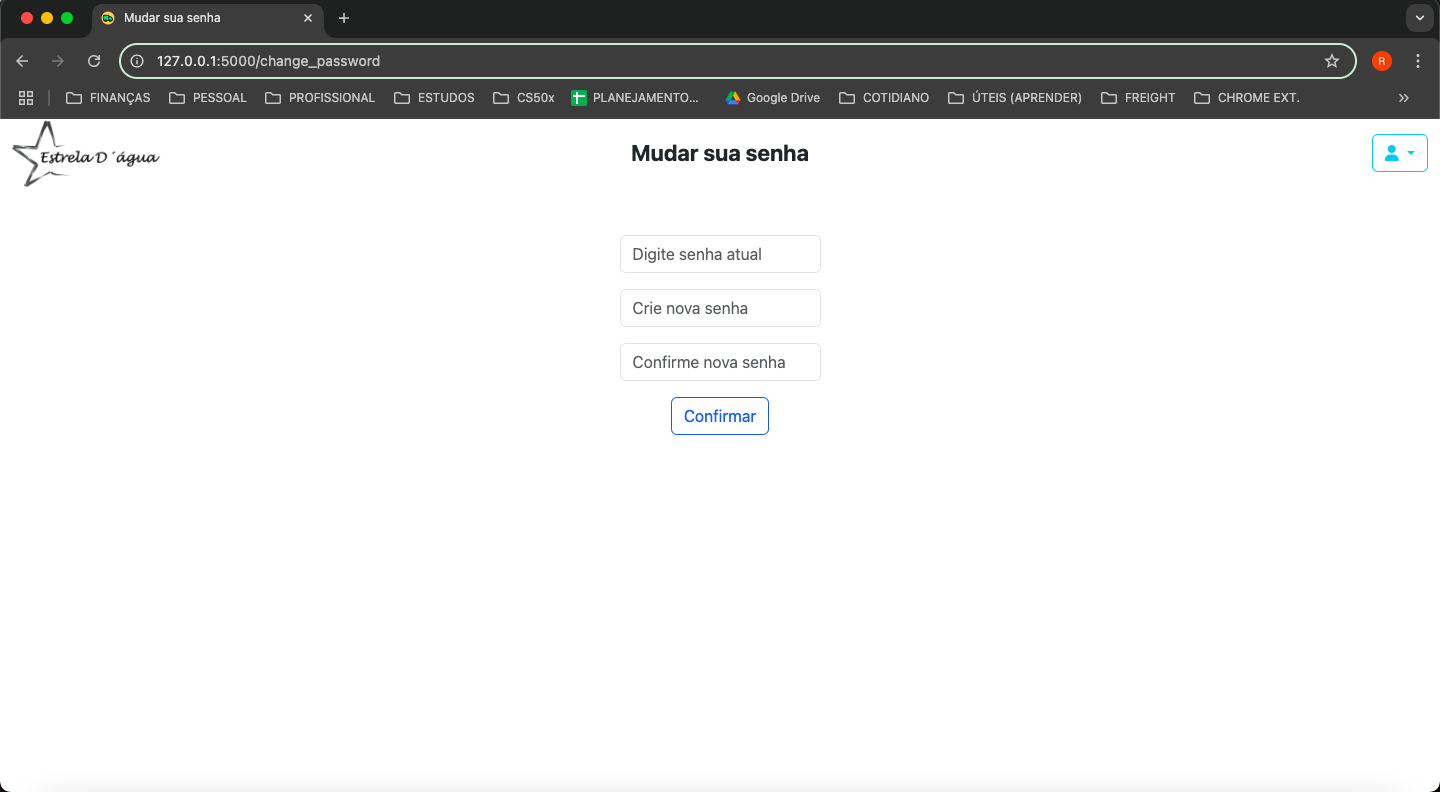 Mudar sua senha
127.0.0.1:5000/change_password
R
FINANÇAS PESSOAL PROFISSIONAL ESTUDOS CS50x PLANEJAMENTO... Google Drive COTIDIANO ÚTEIS (APRENDER) FREIGHT CHROME EXT.
Estrela D´água
Mudar sua senha
Digite senha atual
Crie nova senha
Confirme nova senha
Confirmar